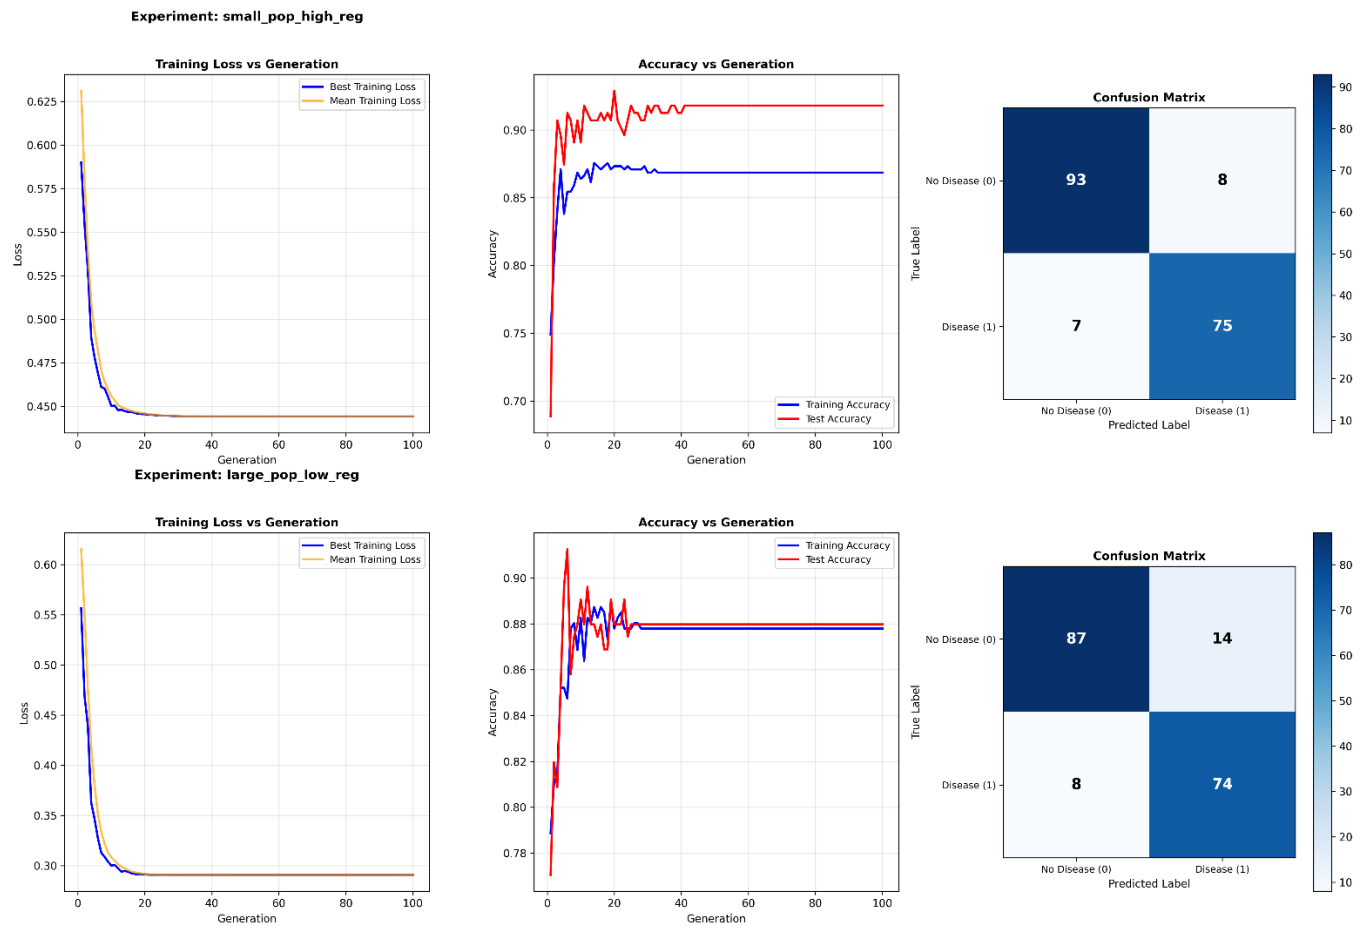 Experiment: small_pop_high_reg
Training Loss vs Generation
Best Training Loss
Mean Training Loss
0.625
0.600
0.575
0.550
0.525
0.500
0.475
0.450
Loss
0 20 40 60 80 100
Generation
Accuracy vs Generation
0.90
0.85
0.80
0.75
0.70
Accuracy
Training Accuracy
Test Accuracy
0 20 40 60 80 100
Generation
Confusion Matrix
No Disease (0)
Disease (1)
True Label
93 8
7 75
No Disease (0) Disease (1)
Predicted Label
90
80
70
60
50
40
30
20
10
Experiment: large_pop_low_reg
Training Loss vs Generation
Best Training Loss
Mean Training Loss
0.60
0.55
0.50
0.45
0.40
0.35
0.30
Loss
0 20 40 60 80 100
Generation
Accuracy vs Generation
Training Accuracy
Test Accuracy
0.90
0.88
0.86
0.84
0.82
0.80
0.78
Accuracy
0 20 40 60 80 100
Generation
Confusion Matrix
No Disease (0)
Disease (1)
True Label
87 14
8 74
No Disease (0) Disease (1)
Predicted Label
80
70
60
50
40
30
20
10